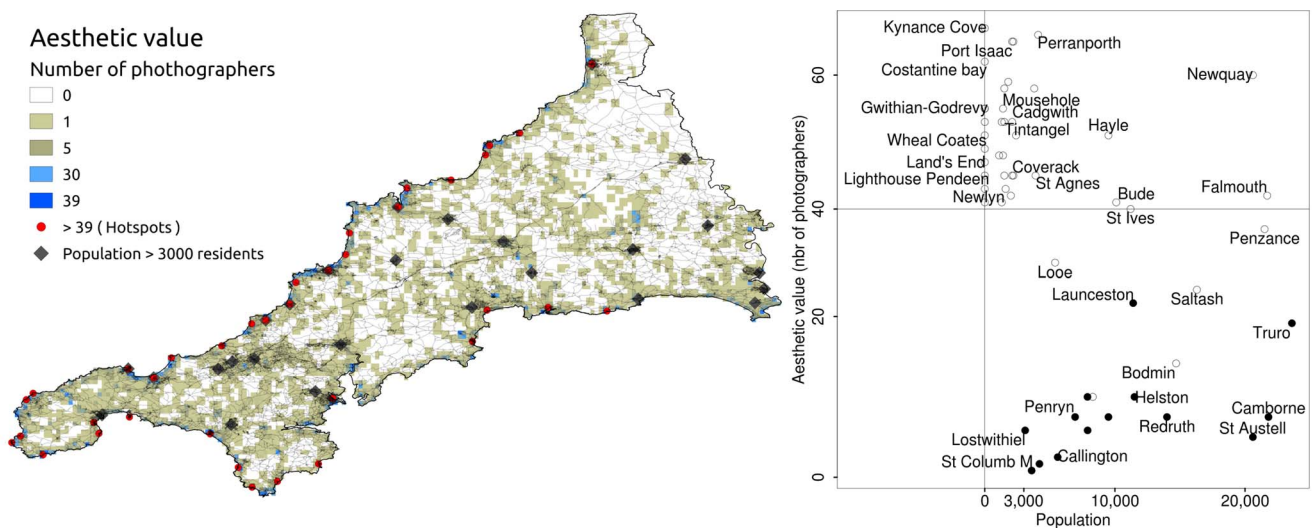 Aesthetic value
Number of phothographers
0
1
5
30
39
> 39 ( Hotspots )
Population > 3000 residents
Aesthetic value (nbr of photographers)
60
40
20
0
Kynance Cove
Port Isaac
Perranporth
Costantine bay
Newquay
Gwithian-Godrevy
Mousehole
Cadgwith
Tintangel
Hayle
Wheal Coates
Land's End
Coverack
Lighthouse Pendeen
St Agnes
Newlyn
Bude
Falmouth
St Ives
Penzance
Looe
Launceston
Saltash
Truro
Bodmin
Penryn
Helston
Redruth
Camborne
St Austell
Lostwithiel
St Columb M
Callington
0
3,000
10,000
20,000
Population